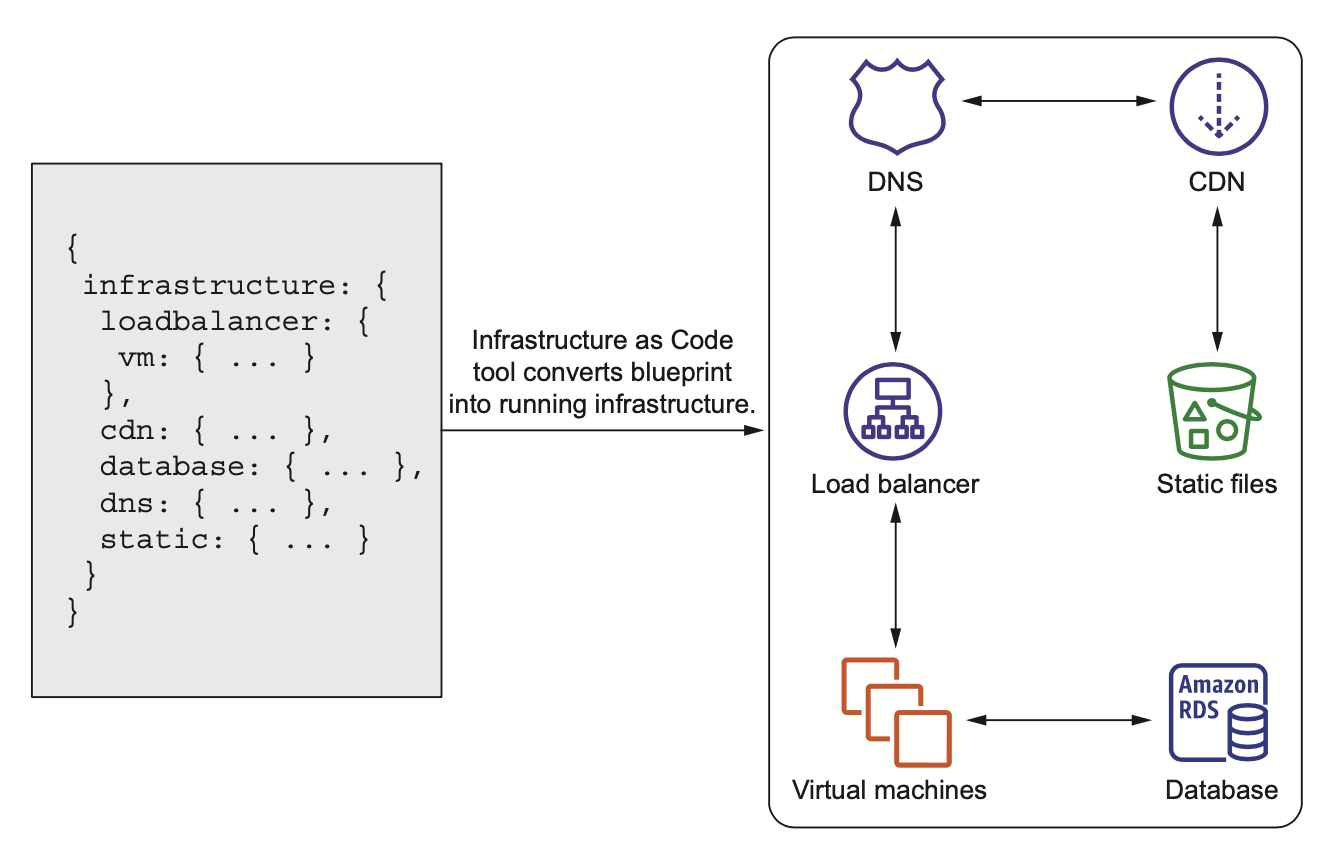 {
infrastructure: {
loadbalancer: {
vm: { ... }
},
cdn: { ... },
database: { ... },
dns: { ... },
static: { ... }
}
}
Infrastructure as Code
tool converts blueprint
into running infrastructure.
DNS
CDN
Load balancer
Static files
Virtual machines
Amazon
RDS
Database